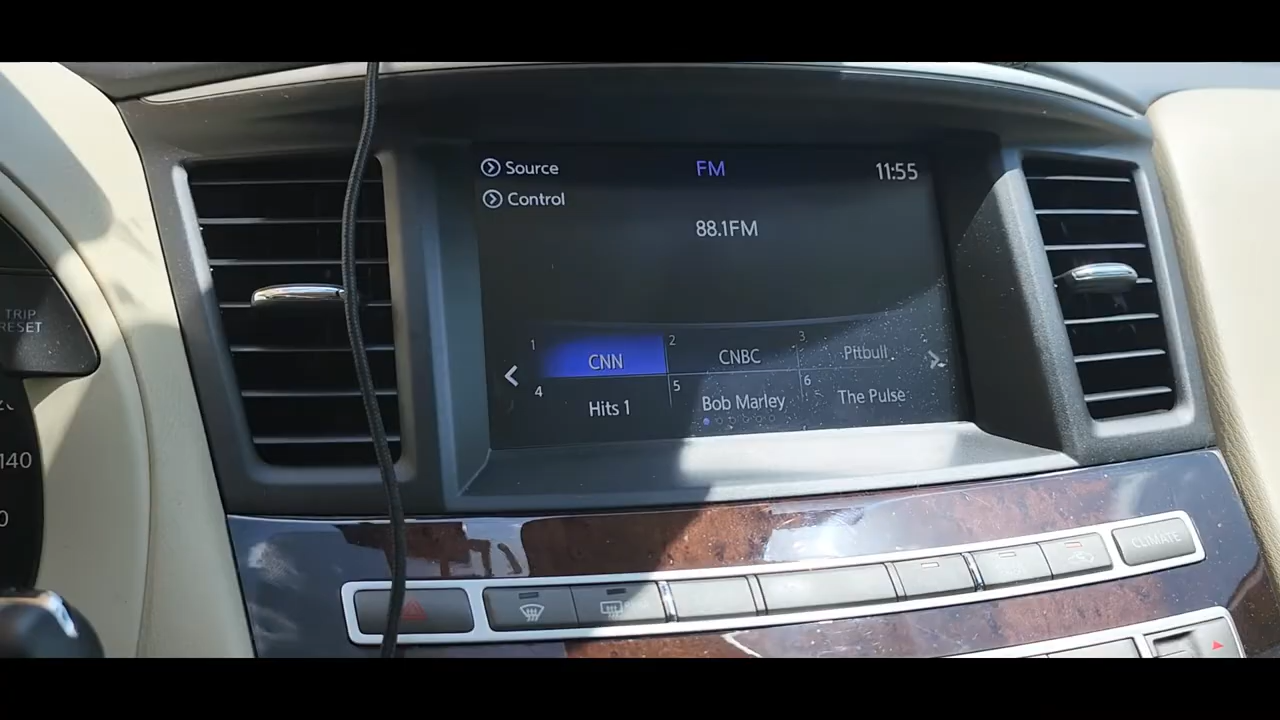 Source
FM
11:55
Control
88.1FM
1
CNN
2
CNBC
3
Pitbull
4
Hits 1
5
Bob Marley
6
The Pulse
TRIP
RESET
140
0
CLIMATE